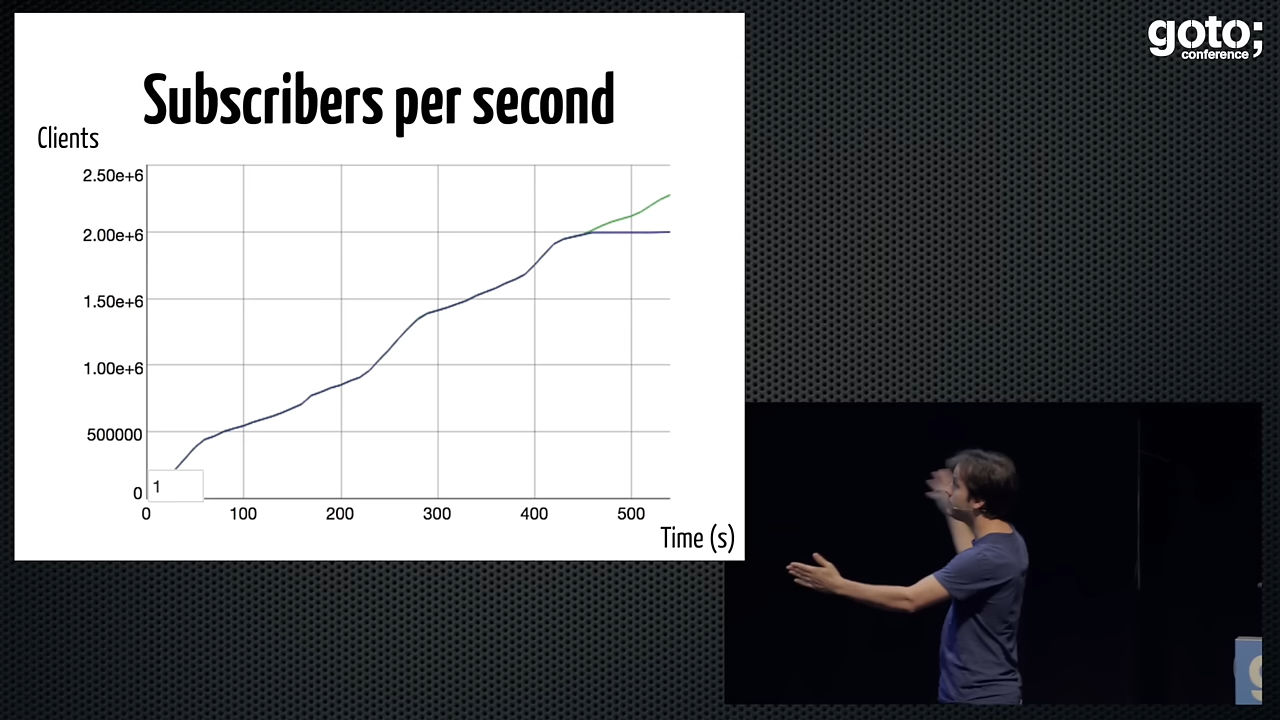 goto;
conference
Subscribers per second
Clients
2.50e+6
2.00e+6
1.50e+6
1.00e+6
500000
0
1
0 100 200 300 400 500
Time (s)
g